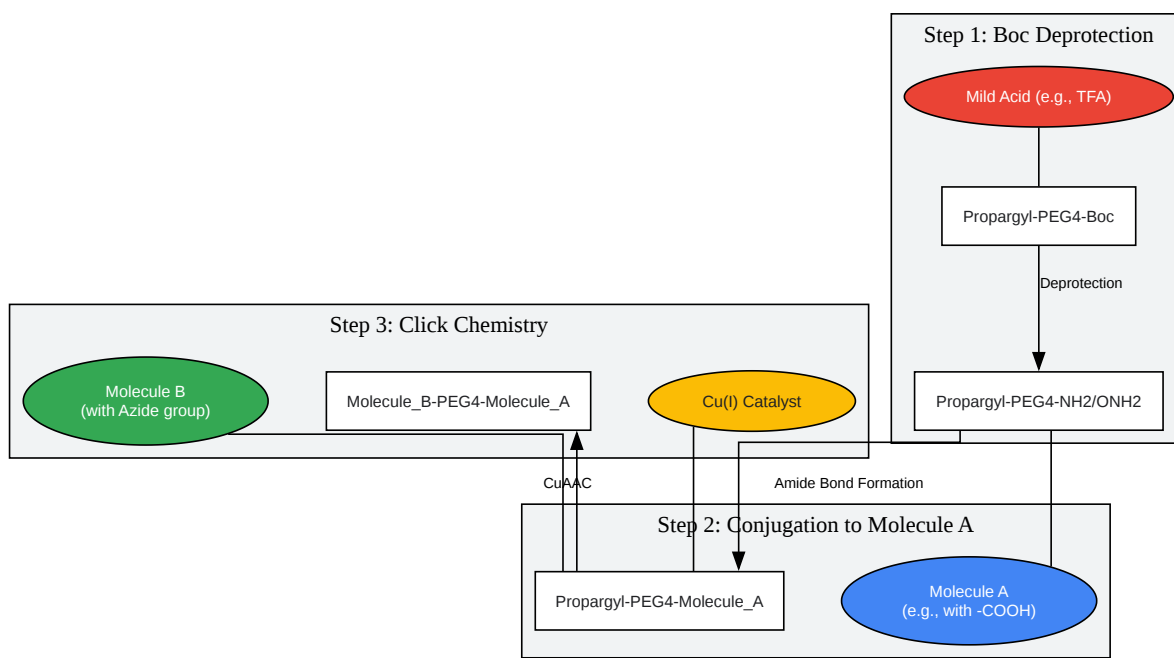 Step 1: Boc Deprotection
Mild Acid (e.g., TFA)
Propargyl-PEG4-Boc
Deprotection
Propargyl-PEG4-NH2/ONH2
Step 3: Click Chemistry
Molecule B
(with Azide group)
Molecule_B-PEG4-Molecule_A
Cu(I) Catalyst
CuAAC
Amide Bond Formation
Step 2: Conjugation to Molecule A
Propargyl-PEG4-Molecule_A
Molecule A
(e.g., with -COOH)